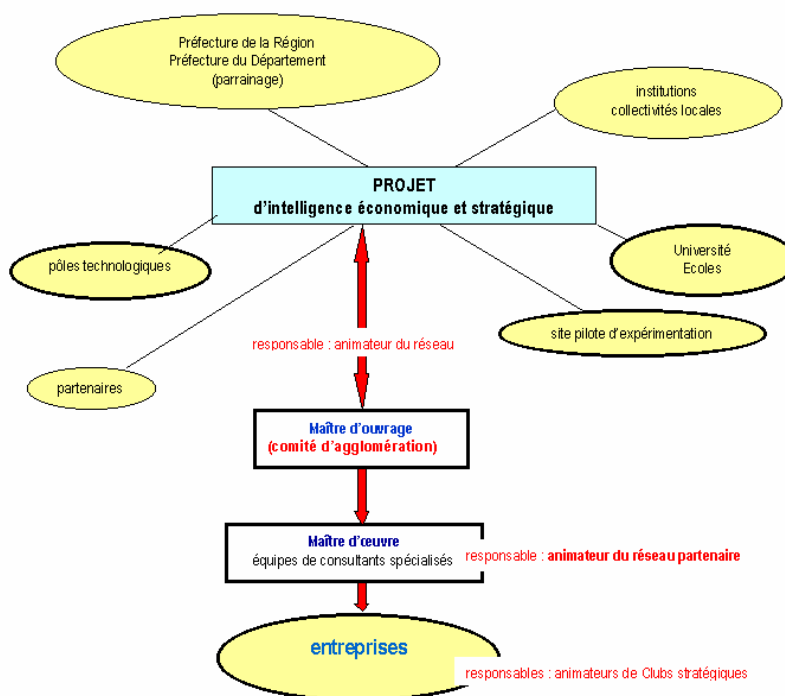 Préfecture de la Région
Préfecture du Département
(parrainage)
institutions
collectivités locales
PROJET
d'intelligence économique et stratégique
pôles technologiques
Université
Ecoles
site pilote d'expérimentation
responsable : animateur du réseau
partenaires
Maître d'ouvrage
(comité d'agglomération)
Maître d'œuvre
équipes de consultants spécialisés
responsable : animateur du réseau partenaire
entreprises
responsables : animateurs de Clubs stratégiques